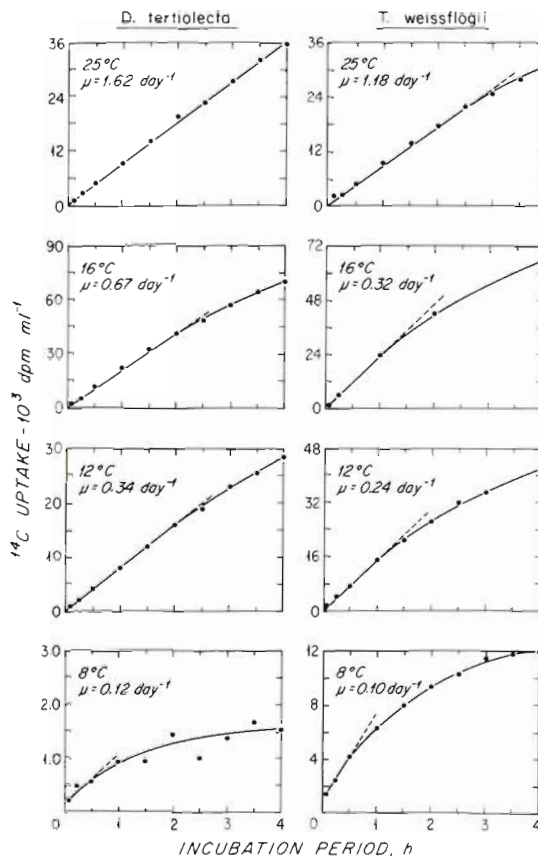 D. tertiolecta
T. weissflögii
36
24
12
0
25°C
μ=1.62 day⁻¹
36
24
12
0
25°C
μ=1.18 day⁻¹
90
60
30
0
16°C
μ=0.67 day⁻¹
72
48
24
0
16°C
μ=0.32 day⁻¹
30
20
10
0
12°C
μ=0.34 day⁻¹
48
32
16
0
12°C
μ=0.24 day⁻¹
3.0
2.0
1.0
0
8°C
μ=0.12 day⁻¹
12
8
4
0
8°C
μ=0.10 day⁻¹
0 1 2 3 4
0 1 2 3 4
¹⁴C UPTAKE - 10³ dpm ml⁻¹
INCUBATION PERIOD, h